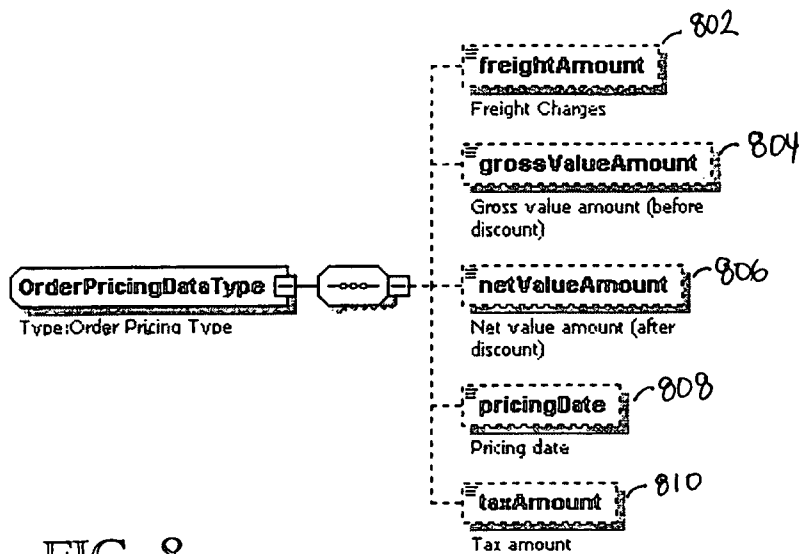 802
freightAmount
Freight Charges
804
grossValueAmount
Gross value amount (before
discount)
OrderPricingDataType
Type:Order Pricing Type
806
netValueAmount
Net value amount (after
discount)
808
pricingDate
Pricing date
810
taxAmount
Tax amount
FIG. 8